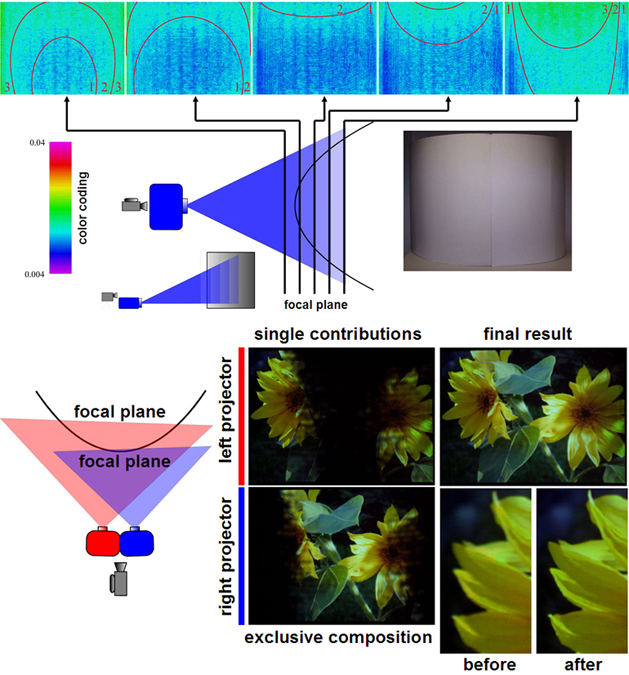 2 1
2 1
1 3 2 1
3 1 2 3
1 2
0.04
color coding
0.004
focal plane
single contributions
final result
left projector
focal plane
focal plane
right projector
exclusive composition
before
after